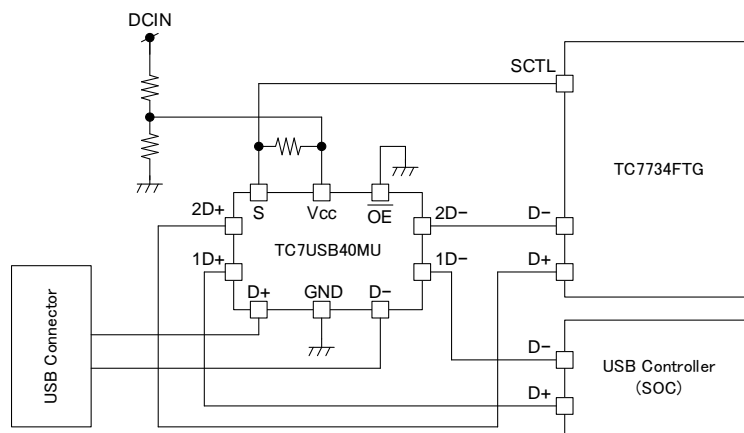 DCIN
SCTL
TC7734FTG
S
Vcc
OE
2D+
2D−
D−
TC7USB40MU
1D+
1D−
D+
D+
GND
D−
USB Connector
D−
USB Controller
(SOC)
D+